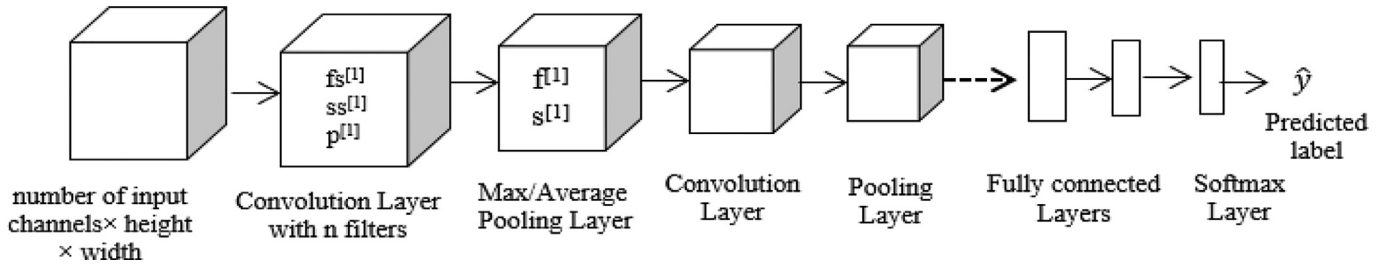 fs[1]
ss[1]
p[1]
f[1]
s[1]
ŷ
Predicted
label
number of input
channels× height
× width
Convolution Layer
with n filters
Max/Average
Pooling Layer
Convolution
Layer
Pooling
Layer
Fully connected
Layers
Softmax
Layer